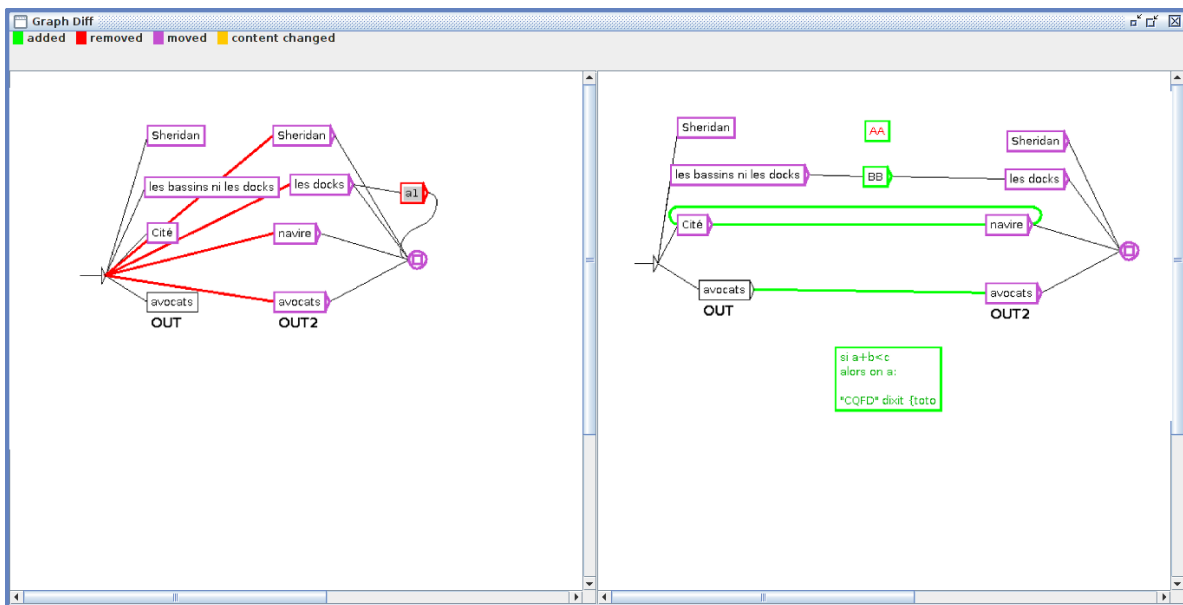 Graph Diff
added removed moved content changed
Sheridan Sheridan
les bassins ni les docks les docks a1
Cité navire
avocats avocats
OUT OUT2
Sheridan AA Sheridan
les bassins ni les docks BB les docks
Cité navire
avocats avocats
OUT OUT2
si a+b<c
alors on a:
"CQFD" dixit {toto